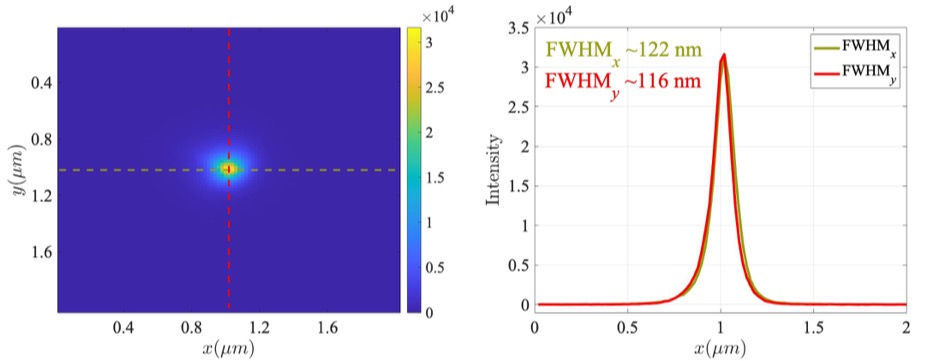 ×10⁴
3
2.5
2
1.5
1
0.5
0
0.4
0.8
1.2
1.6
y(μm)
0.4 0.8 1.2 1.6
x(μm)
×10⁴
3.5
3
2.5
2
1.5
1
0.5
0
Intensity
FWHMₓ ~122 nm
FWHM_y ~116 nm
FWHMₓ
FWHM_y
0 0.5 1 1.5 2
x(μm)